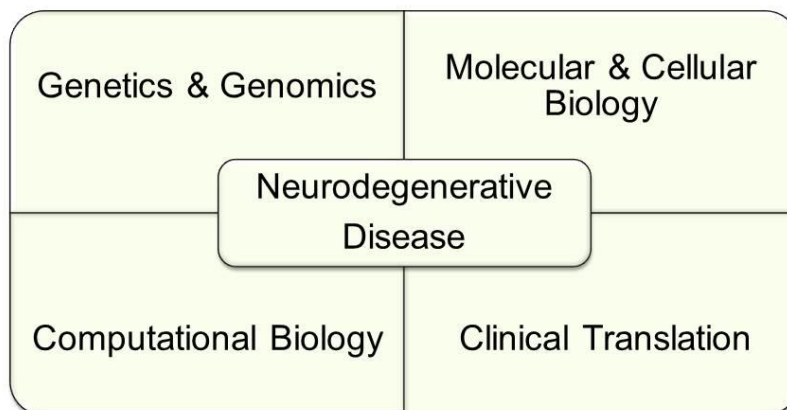 Genetics & Genomics
Molecular & Cellular
Biology
Neurodegenerative
Disease
Computational Biology
Clinical Translation